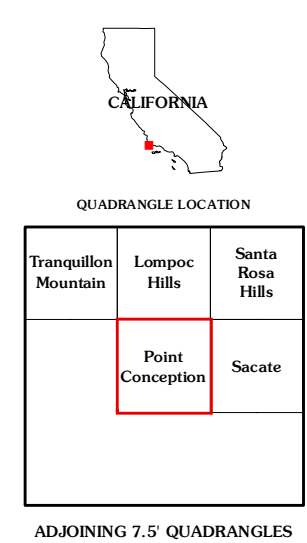 CALIFORNIA
QUADRANGLE LOCATION
Tranquillon
Mountain
Lompoc
Hills
Santa
Rosa
Hills
Point
Conception
Sacate
ADJOINING 7.5' QUADRANGLES